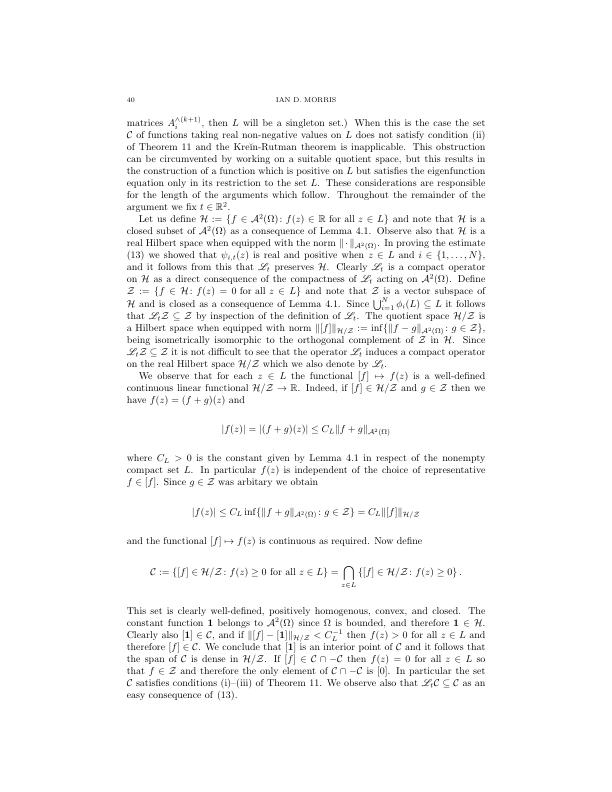 40
IAN D. MORRIS
matrices $A_i^{\wedge(k+1)}$, then $L$ will be a singleton set.) When this is the case the set
$\mathcal{C}$ of functions taking real non-negative values on $L$ does not satisfy condition (ii)
of Theorem 11 and the Kreĭn-Rutman theorem is inapplicable. This obstruction
can be circumvented by working on a suitable quotient space, but this results in
the construction of a function which is positive on $L$ but satisfies the eigenfunction
equation only in its restriction to the set $L$. These considerations are responsible
for the length of the arguments which follow. Throughout the remainder of the
argument we fix $t \in \mathbb{R}^2$.
Let us define $\mathcal{H} := \{f \in \mathcal{A}^2(\Omega) \colon f(z) \in \mathbb{R} \text{ for all } z \in L\}$ and note that $\mathcal{H}$ is a
closed subset of $\mathcal{A}^2(\Omega)$ as a consequence of Lemma 4.1. Observe also that $\mathcal{H}$ is a
real Hilbert space when equipped with the norm $\|\cdot\|_{\mathcal{A}^2(\Omega)}$. In proving the estimate
(13) we showed that $\psi_{i,t}(z)$ is real and positive when $z \in L$ and $i \in \{1, \ldots, N\}$,
and it follows from this that $\mathscr{L}_t$ preserves $\mathcal{H}$. Clearly $\mathscr{L}_t$ is a compact operator
on $\mathcal{H}$ as a direct consequence of the compactness of $\mathscr{L}_t$ acting on $\mathcal{A}^2(\Omega)$. Define
$\mathcal{Z} := \{f \in \mathcal{H} \colon f(z) = 0 \text{ for all } z \in L\}$ and note that $\mathcal{Z}$ is a vector subspace of
$\mathcal{H}$ and is closed as a consequence of Lemma 4.1. Since $\bigcup_{i=1}^N \phi_i(L) \subseteq L$ it follows
that $\mathscr{L}_t\mathcal{Z} \subseteq \mathcal{Z}$ by inspection of the definition of $\mathscr{L}_t$. The quotient space $\mathcal{H}/\mathcal{Z}$ is
a Hilbert space when equipped with norm $\|[f]\|_{\mathcal{H}/\mathcal{Z}} := \inf\{\|f - g\|_{\mathcal{A}^2(\Omega)} \colon g \in \mathcal{Z}\}$,
being isometrically isomorphic to the orthogonal complement of $\mathcal{Z}$ in $\mathcal{H}$. Since
$\mathscr{L}_t\mathcal{Z} \subseteq \mathcal{Z}$ it is not difficult to see that the operator $\mathscr{L}_t$ induces a compact operator
on the real Hilbert space $\mathcal{H}/\mathcal{Z}$ which we also denote by $\mathscr{L}_t$.
We observe that for each $z \in L$ the functional $[f] \mapsto f(z)$ is a well-defined
continuous linear functional $\mathcal{H}/\mathcal{Z} \to \mathbb{R}$. Indeed, if $[f] \in \mathcal{H}/\mathcal{Z}$ and $g \in \mathcal{Z}$ then we
have $f(z) = (f + g)(z)$ and
$|f(z)| = |(f + g)(z)| \leq C_L\|f + g\|_{\mathcal{A}^2(\Omega)}$
where $C_L > 0$ is the constant given by Lemma 4.1 in respect of the nonempty
compact set $L$. In particular $f(z)$ is independent of the choice of representative
$f \in [f]$. Since $g \in \mathcal{Z}$ was arbitary we obtain
$|f(z)| \leq C_L \inf\{\|f + g\|_{\mathcal{A}^2(\Omega)} \colon g \in \mathcal{Z}\} = C_L\|[f]\|_{\mathcal{H}/\mathcal{Z}}$
and the functional $[f] \mapsto f(z)$ is continuous as required. Now define
$\mathcal{C} := \{[f] \in \mathcal{H}/\mathcal{Z} \colon f(z) \geq 0 \text{ for all } z \in L\} = \bigcap_{z \in L} \{[f] \in \mathcal{H}/\mathcal{Z} \colon f(z) \geq 0\}.$
This set is clearly well-defined, positively homogenous, convex, and closed. The
constant function $\mathbf{1}$ belongs to $\mathcal{A}^2(\Omega)$ since $\Omega$ is bounded, and therefore $\mathbf{1} \in \mathcal{H}$.
Clearly also $[\mathbf{1}] \in \mathcal{C}$, and if $\|[f] - [\mathbf{1}]\|_{\mathcal{H}/\mathcal{Z}} < C_L^{-1}$ then $f(z) > 0$ for all $z \in L$ and
therefore $[f] \in \mathcal{C}$. We conclude that $[\mathbf{1}]$ is an interior point of $\mathcal{C}$ and it follows that
the span of $\mathcal{C}$ is dense in $\mathcal{H}/\mathcal{Z}$. If $[f] \in \mathcal{C} \cap -\mathcal{C}$ then $f(z) = 0$ for all $z \in L$ so
that $f \in \mathcal{Z}$ and therefore the only element of $\mathcal{C} \cap -\mathcal{C}$ is $[0]$. In particular the set
$\mathcal{C}$ satisfies conditions (i)–(iii) of Theorem 11. We observe also that $\mathscr{L}_t\mathcal{C} \subseteq \mathcal{C}$ as an
easy consequence of (13).